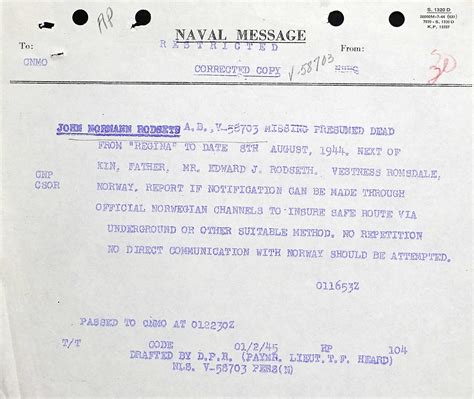 S. 1320 D
AP
NAVAL MESSAGE
To:
RESTRICTED
From:
CNMO
CORRECTED COPY
V-58703
JOHN NORMANN RODSETH A.B., V-58703 MISSING PRESUMED DEAD
FROM "REGINA" TO DATE 8TH AUGUST, 1944. NEXT OF
KIN, FATHER, MR. EDWARD J. RODSETH. VESTNESS ROMSDALE,
CNP
NORWAY. REPORT IF NOTIFICATION CAN BE MADE THROUGH
CSOR
OFFICIAL NORWEGIAN CHANNELS TO INSURE SAFE ROUTE VIA
UNDERGROUND OR OTHER SUITABLE METHOD. NO REPETITION
NO DIRECT COMMUNICATION WITH NORWAY SHOULD BE ATTEMPTED.
011653Z
PASSED TO CNMO AT 012230Z
T/T CODE 01/2/45 HP 104
DRAFTED BY D.P.R. (PAYMR. LIEUT. T.F. HEARD)
NLS. V-58703 PERS(N)